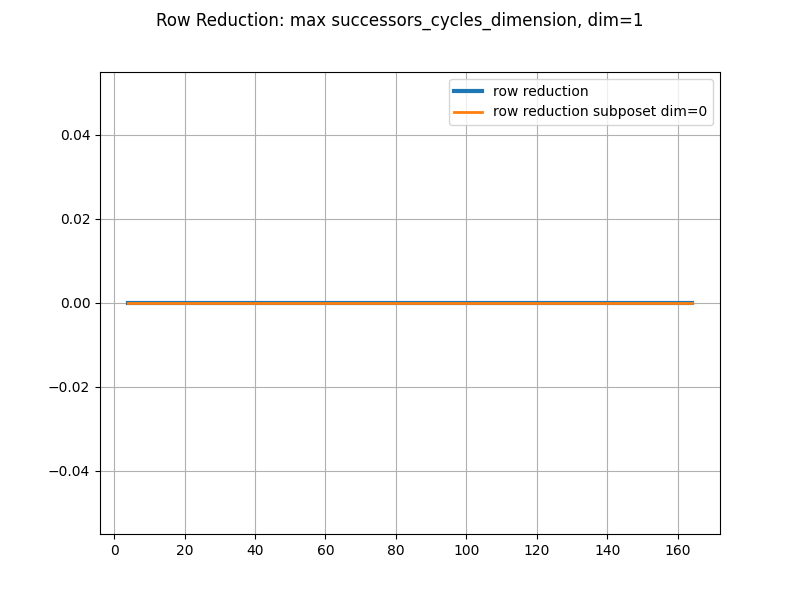 Row Reduction: max successors_cycles_dimension, dim=1
row reduction
row reduction subposet dim=0
0.04
0.02
0.00
−0.02
−0.04
0 20 40 60 80 100 120 140 160